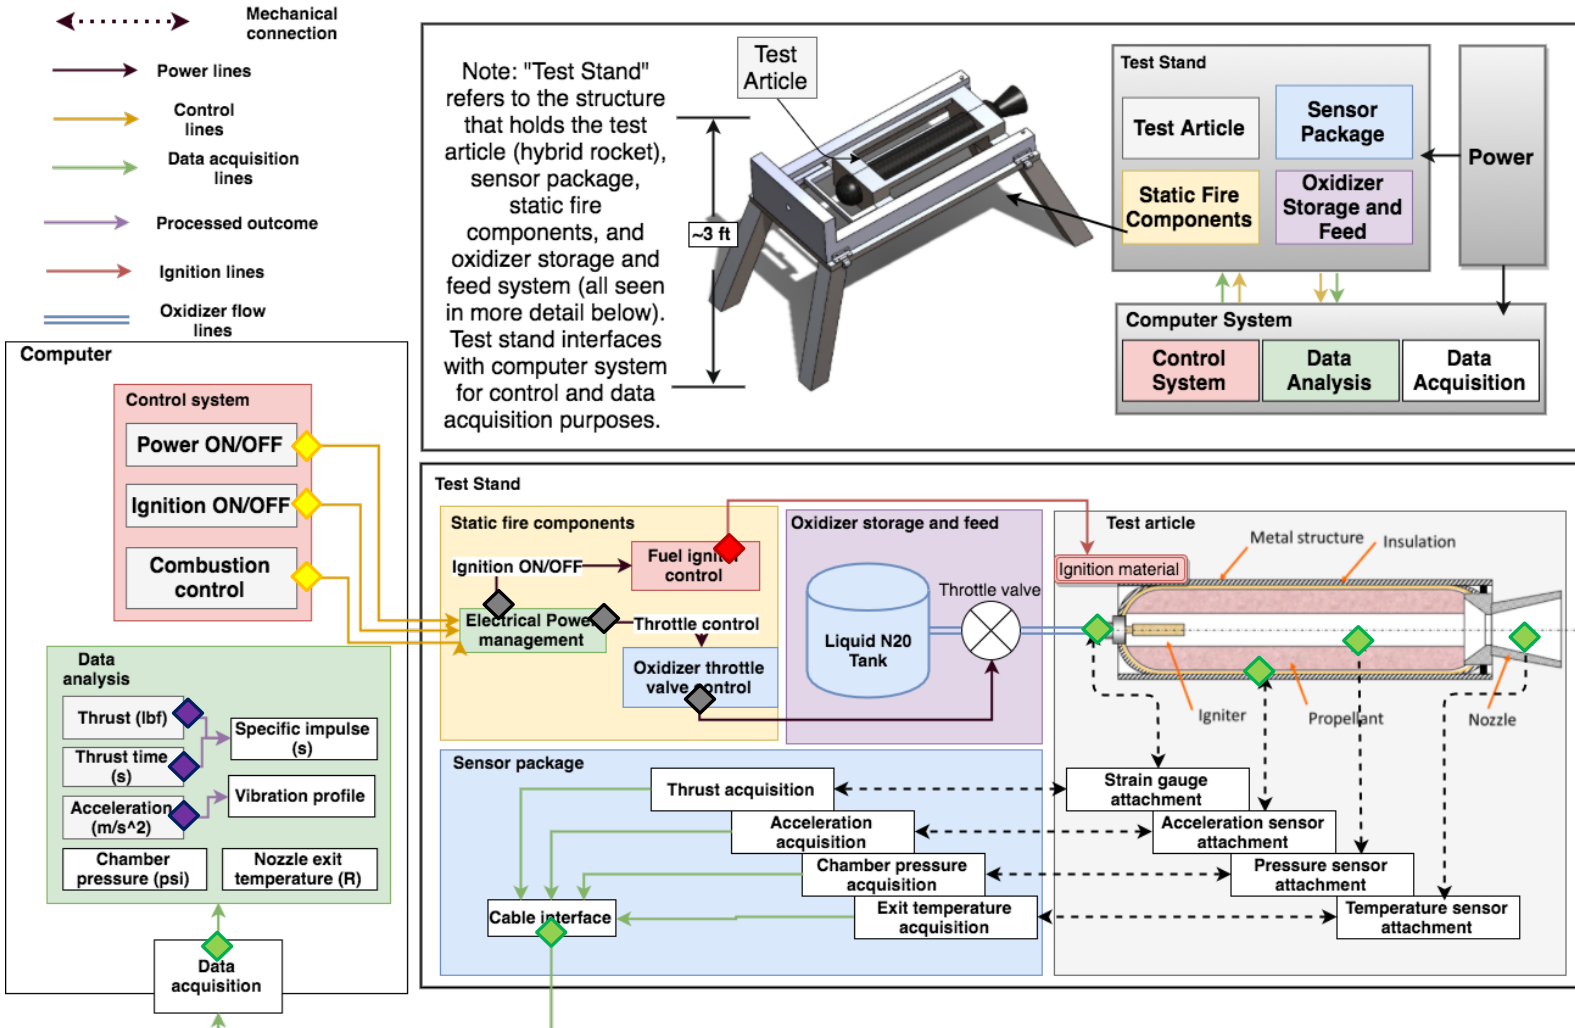 Mechanical
connection
Power lines
Control
lines
Data acquisition
lines
Processed outcome
Ignition lines
Oxidizer flow
lines
Note: "Test Stand"
refers to the structure
that holds the test
article (hybrid rocket),
sensor package,
static fire
components, and
oxidizer storage and
feed system (all seen
in more detail below).
Test stand interfaces
with computer system
for control and data
acquisition purposes.
Test
Article
~3 ft
Test Stand
Test Article
Sensor
Package
Static Fire
Components
Oxidizer
Storage and
Feed
Power
Computer System
Control
System
Data
Analysis
Data
Acquisition
Computer
Control system
Power ON/OFF
Ignition ON/OFF
Combustion
control
Data
analysis
Thrust (lbf)
Thrust time
(s)
Acceleration
(m/s^2)
Specific impulse
(s)
Vibration profile
Chamber
pressure (psi)
Nozzle exit
temperature (R)
Data
acquisition
Test Stand
Static fire components
Ignition ON/OFF
Fuel ignitor
control
Electrical Power
management
Throttle control
Oxidizer throttle
valve control
Oxidizer storage and feed
Liquid N20
Tank
Throttle valve
Test article
Ignition material
Metal structure
Insulation
Igniter
Propellant
Nozzle
Sensor package
Thrust acquisition
Acceleration
acquisition
Chamber pressure
acquisition
Exit temperature
acquisition
Cable interface
Strain gauge
attachment
Acceleration sensor
attachment
Pressure sensor
attachment
Temperature sensor
attachment